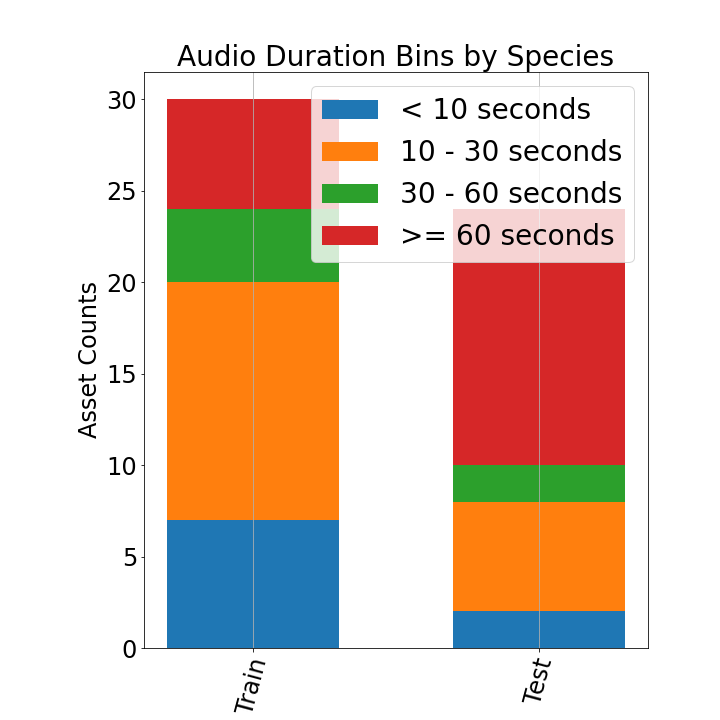 Audio Duration Bins by Species
< 10 seconds
10 - 30 seconds
30 - 60 seconds
>= 60 seconds
Asset Counts
30
25
20
15
10
5
0
Train
Test